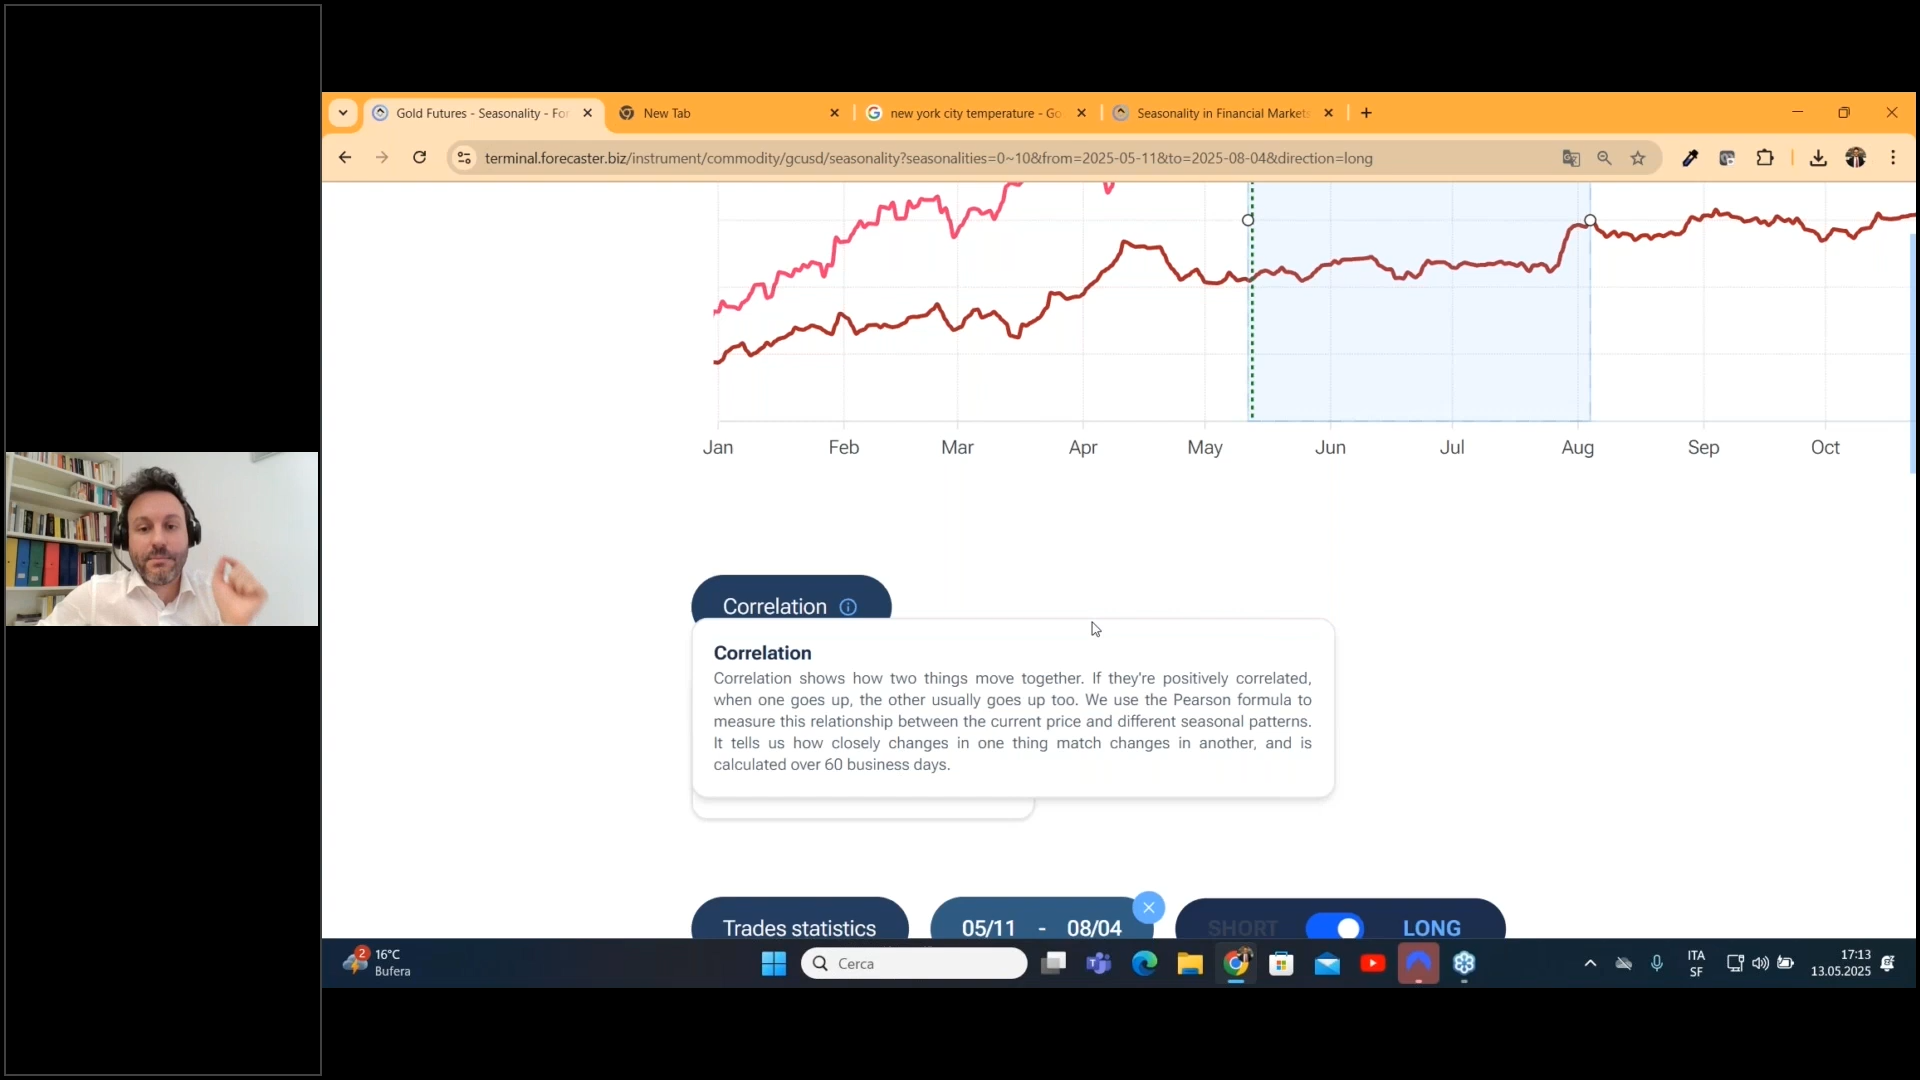 Gold Futures - Seasonality - For
New Tab
new york city temperature - Go
Seasonality in Financial Markets
terminal.forecaster.biz/instrument/commodity/gcusd/seasonality?seasonalities=0~10&from=2025-05-11&to=2025-08-04&direction=long
Jan Feb Mar Apr May Jun Jul Aug Sep Oct
Correlation
Correlation
Correlation shows how two things move together. If they're positively correlated,
when one goes up, the other usually goes up too. We use the Pearson formula to
measure this relationship between the current price and different seasonal patterns.
It tells us how closely changes in one thing match changes in another, and is
calculated over 60 business days.
Trades statistics
05/11 - 08/04
SHORT LONG
2
16°C
Bufera
Cerca
ITA
SF
17:13
13.05.2025